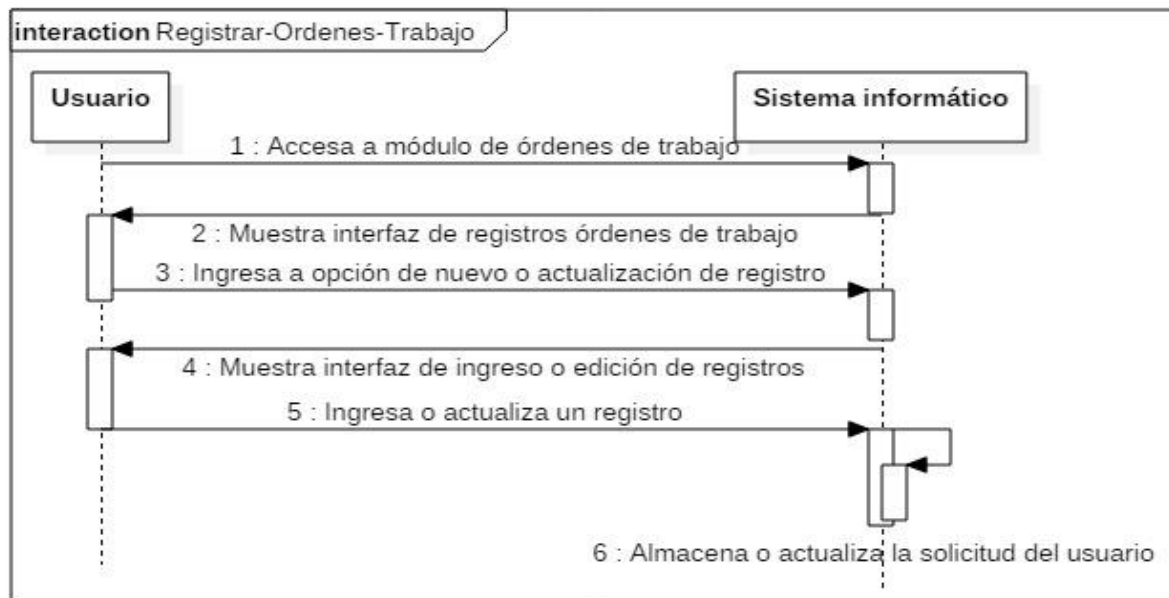 interaction Registrar-Ordenes-Trabajo
Usuario
Sistema informático
1 : Accesa a módulo de órdenes de trabajo
2 : Muestra interfaz de registros órdenes de trabajo
3 : Ingresa a opción de nuevo o actualización de registro
4 : Muestra interfaz de ingreso o edición de registros
5 : Ingresa o actualiza un registro
6 : Almacena o actualiza la solicitud del usuario